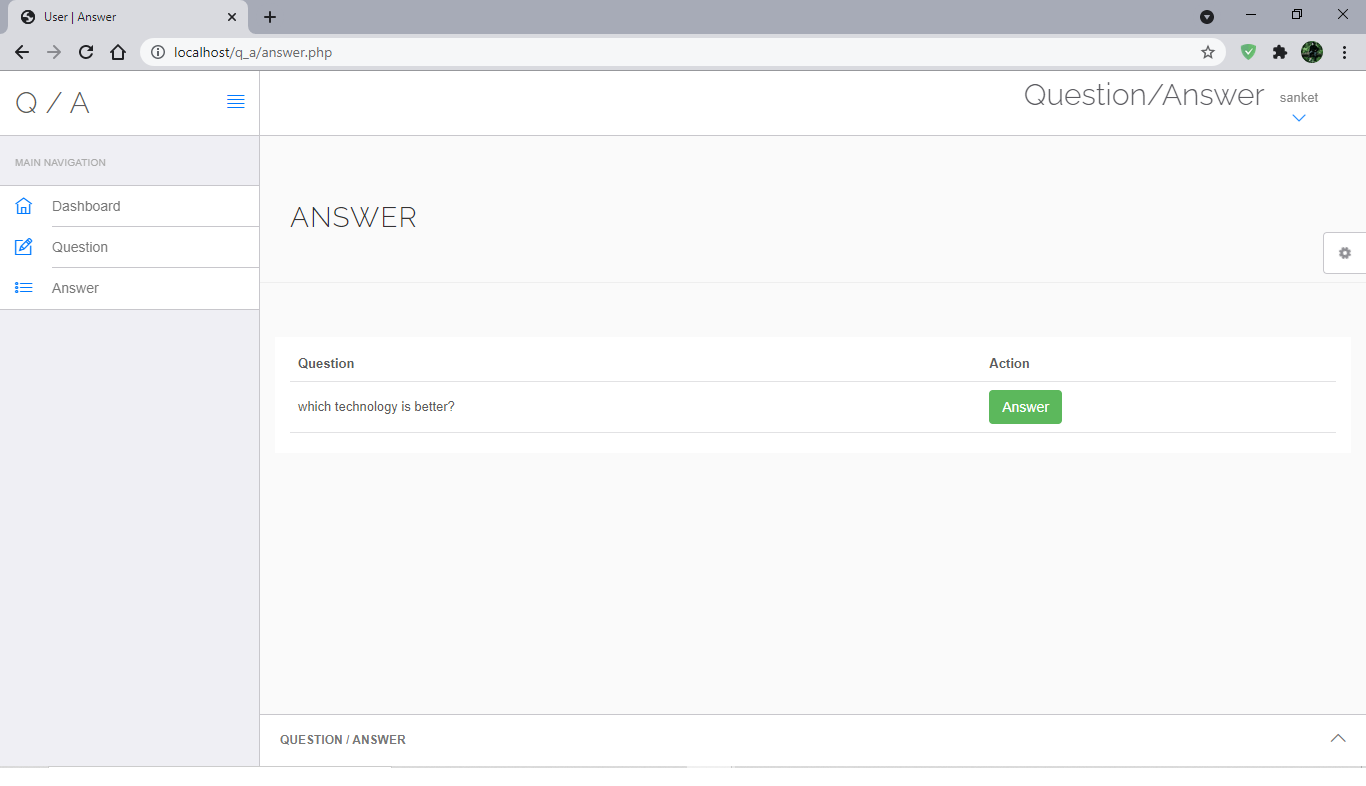 User | Answer
localhost/q_a/answer.php
Q / A
Question/Answer
sanket
MAIN NAVIGATION
Dashboard
Question
Answer
ANSWER
Question Action
which technology is better? Answer
QUESTION / ANSWER